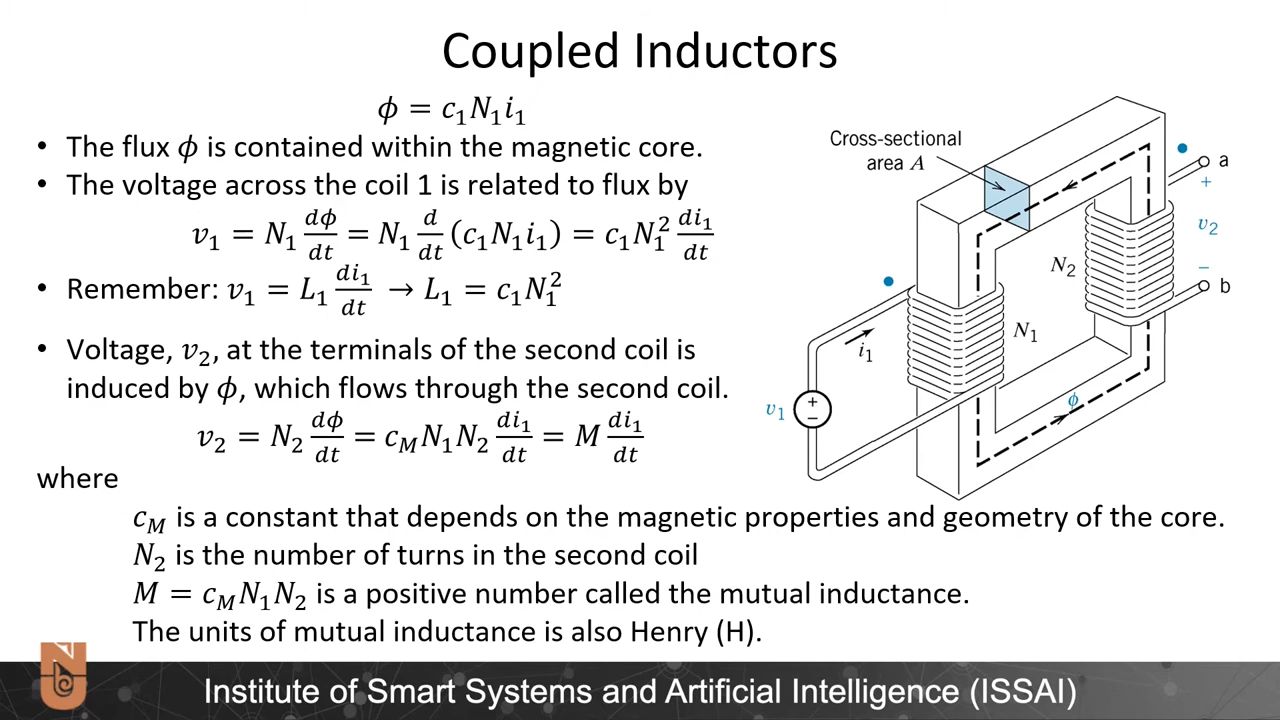 Coupled Inductors
𝜙 = c₁N₁i₁
• The flux 𝜙 is contained within the magnetic core.
• The voltage across the coil 1 is related to flux by
v₁ = N₁ d𝜙/dt = N₁ d/dt (c₁N₁i₁) = c₁N₁² di₁/dt
• Remember: v₁ = L₁ di₁/dt → L₁ = c₁N₁²
• Voltage, v₂, at the terminals of the second coil is
induced by 𝜙, which flows through the second coil.
v₂ = N₂ d𝜙/dt = c_M N₁N₂ di₁/dt = M di₁/dt
where
c_M is a constant that depends on the magnetic properties and geometry of the core.
N₂ is the number of turns in the second coil
M = c_M N₁N₂ is a positive number called the mutual inductance.
The units of mutual inductance is also Henry (H).
Cross-sectional
area A
a
+
v₂
−
b
N₂
N₁
i₁
v₁
+
−
𝜙
Institute of Smart Systems and Artificial Intelligence (ISSAI)